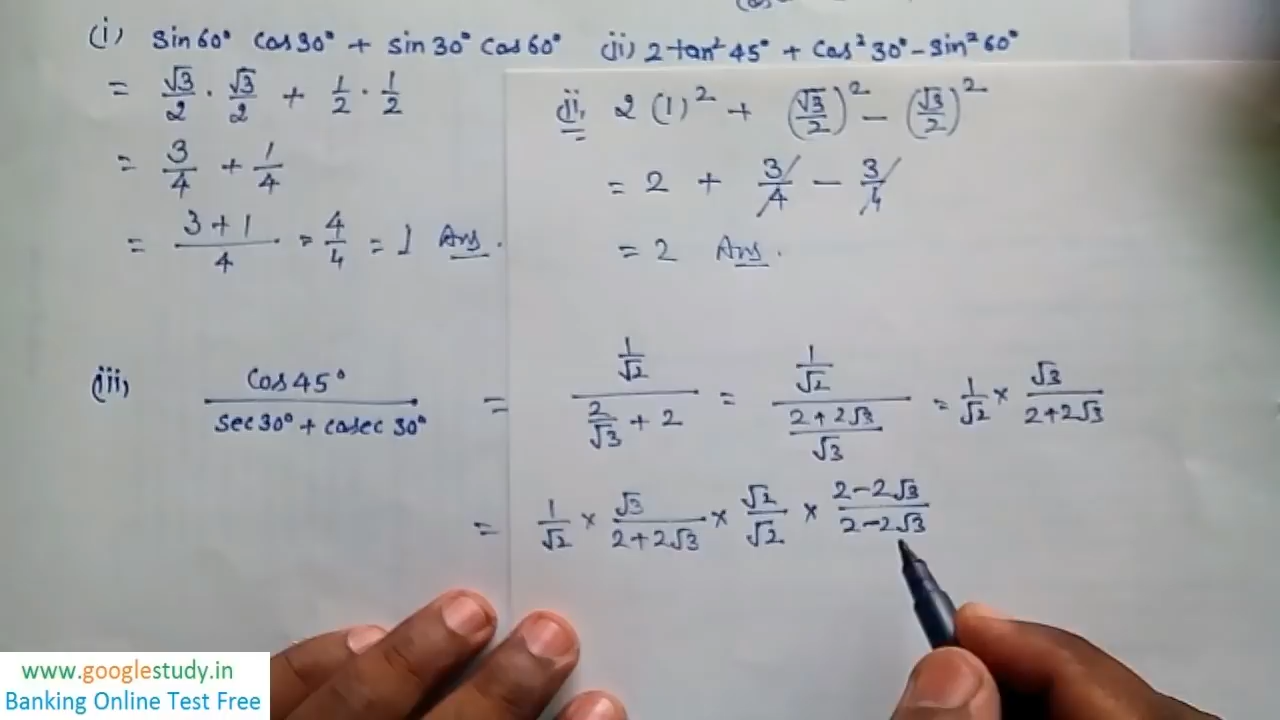 (i) sin 60° cos 30° + sin 30° cos 60°
= √3/2 . √3/2 + 1/2 . 1/2
= 3/4 + 1/4
= (3+1)/4 = 4/4 = 1 Ans.
(ii) 2 tan² 45° + cos² 30° – sin² 60°
ii, 2 (1)² + (√3/2)² – (√3/2)²
= 2 + 3/4 – 3/4
= 2 Ans.
(iii) cos 45° / (sec 30° + cosec 30°) = (1/√2) / (2/√3 + 2) = (1/√2) / ((2+2√3)/√3) = 1/√2 × √3/(2+2√3)
= 1/√2 × √3/(2+2√3) × √2/√2 × (2–2√3)/(2–2√3)
www.googlestudy.in
Banking Online Test Free